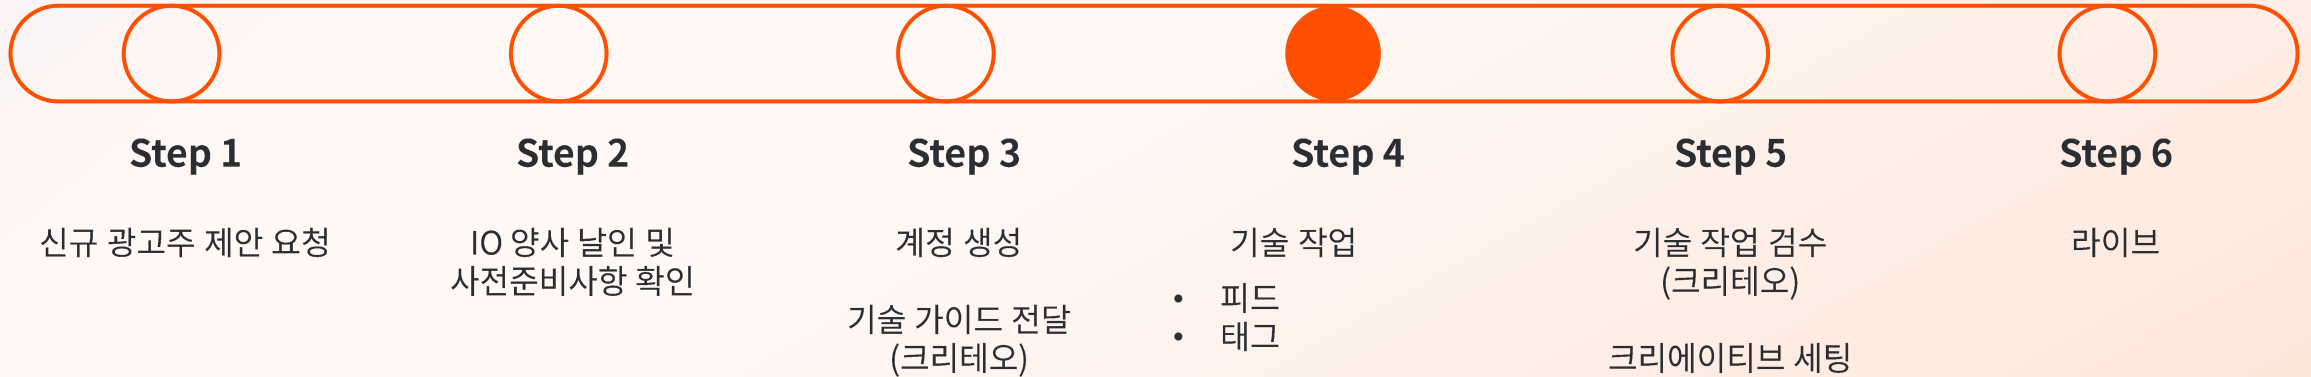 Step 1
신규 광고주 제안 요청
Step 2
IO 양사 날인 및
사전준비사항 확인
Step 3
계정 생성
기술 가이드 전달
(크리테오)
Step 4
기술 작업
• 피드
• 태그
Step 5
기술 작업 검수
(크리테오)
크리에이티브 세팅
Step 6
라이브